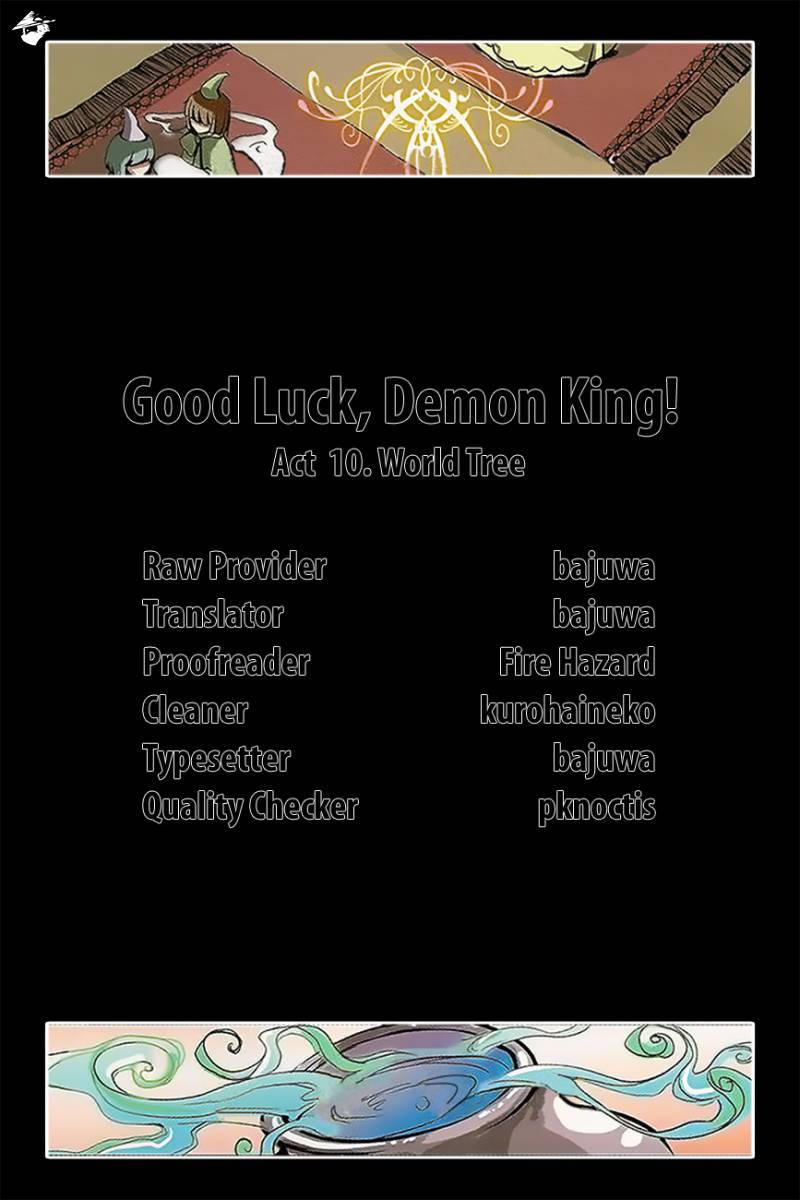 Good Luck, Demon King!
Act 10. World Tree
Raw Provider bajuwa
Translator bajuwa
Proofreader Fire Hazard
Cleaner kurohaineko
Typesetter bajuwa
Quality Checker pknoctis